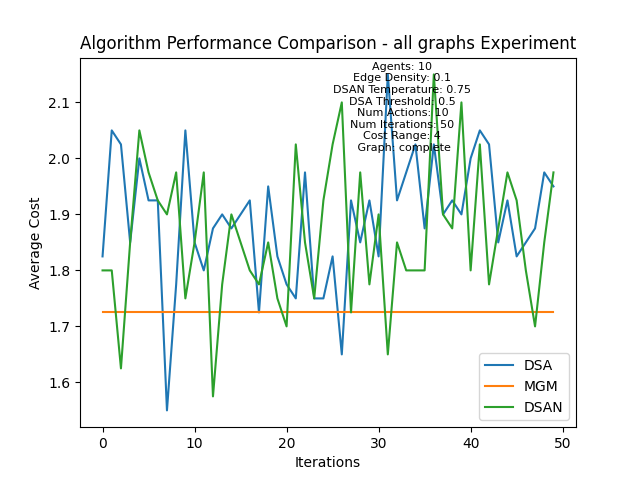 Algorithm Performance Comparison - all graphs Experiment
Agents: 10
Edge Density: 0.1
DSAN Temperature: 0.75
DSA Threshold: 0.5
Num Actions: 10
Num Iterations: 50
Cost Range: 4
Graph: complete
Average Cost
2.1
2.0
1.9
1.8
1.7
1.6
DSA
MGM
DSAN
0 10 20 30 40 50
Iterations